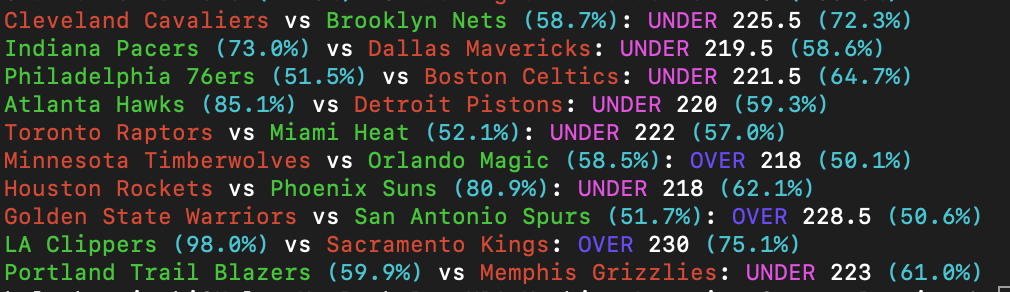 Cleveland Cavaliers vs Brooklyn Nets (58.7%): UNDER 225.5 (72.3%)
Indiana Pacers (73.0%) vs Dallas Mavericks: UNDER 219.5 (58.6%)
Philadelphia 76ers (51.5%) vs Boston Celtics: UNDER 221.5 (64.7%)
Atlanta Hawks (85.1%) vs Detroit Pistons: UNDER 220 (59.3%)
Toronto Raptors vs Miami Heat (52.1%): UNDER 222 (57.0%)
Minnesota Timberwolves vs Orlando Magic (58.5%): OVER 218 (50.1%)
Houston Rockets vs Phoenix Suns (80.9%): UNDER 218 (62.1%)
Golden State Warriors vs San Antonio Spurs (51.7%): OVER 228.5 (50.6%)
LA Clippers (98.0%) vs Sacramento Kings: OVER 230 (75.1%)
Portland Trail Blazers (59.9%) vs Memphis Grizzlies: UNDER 223 (61.0%)